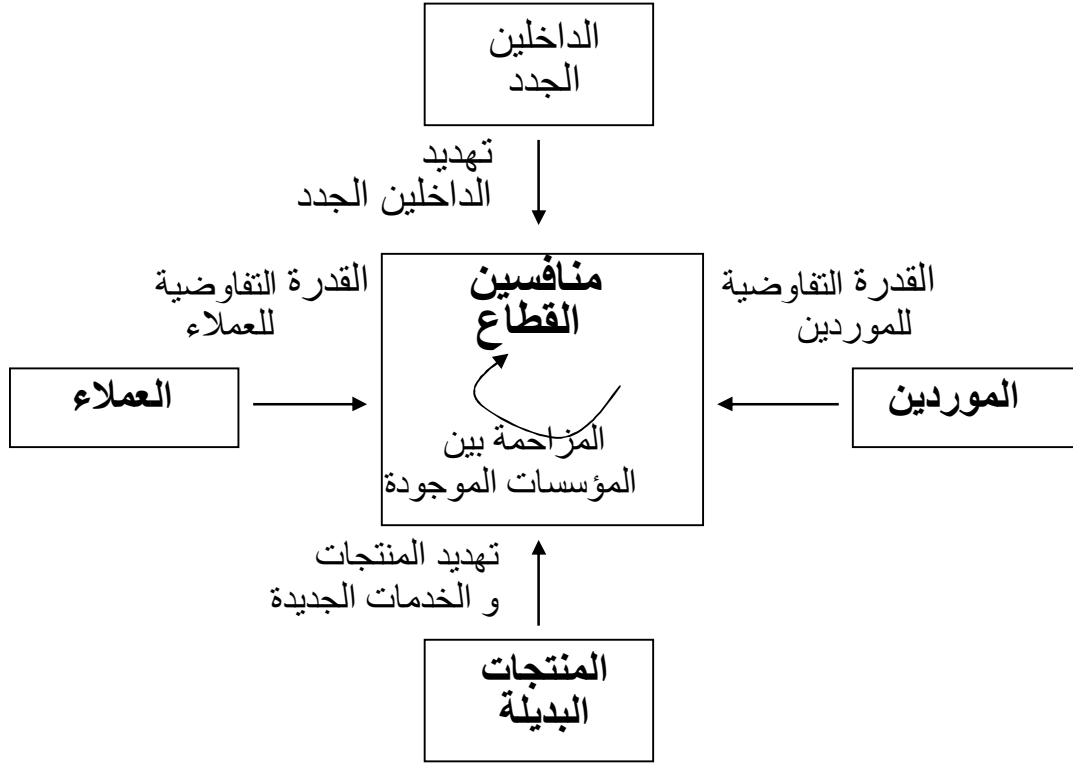 الداخلين
الجدد
تهديد
الداخلين الجدد
القدرة التفاوضية
للموردين
منافسين
القطاع
القدرة التفاوضية
للعملاء
الموردين
العملاء
المزاحمة بين
المؤسسات الموجودة
تهديد المنتجات
و الخدمات الجديدة
المنتجات
البديلة